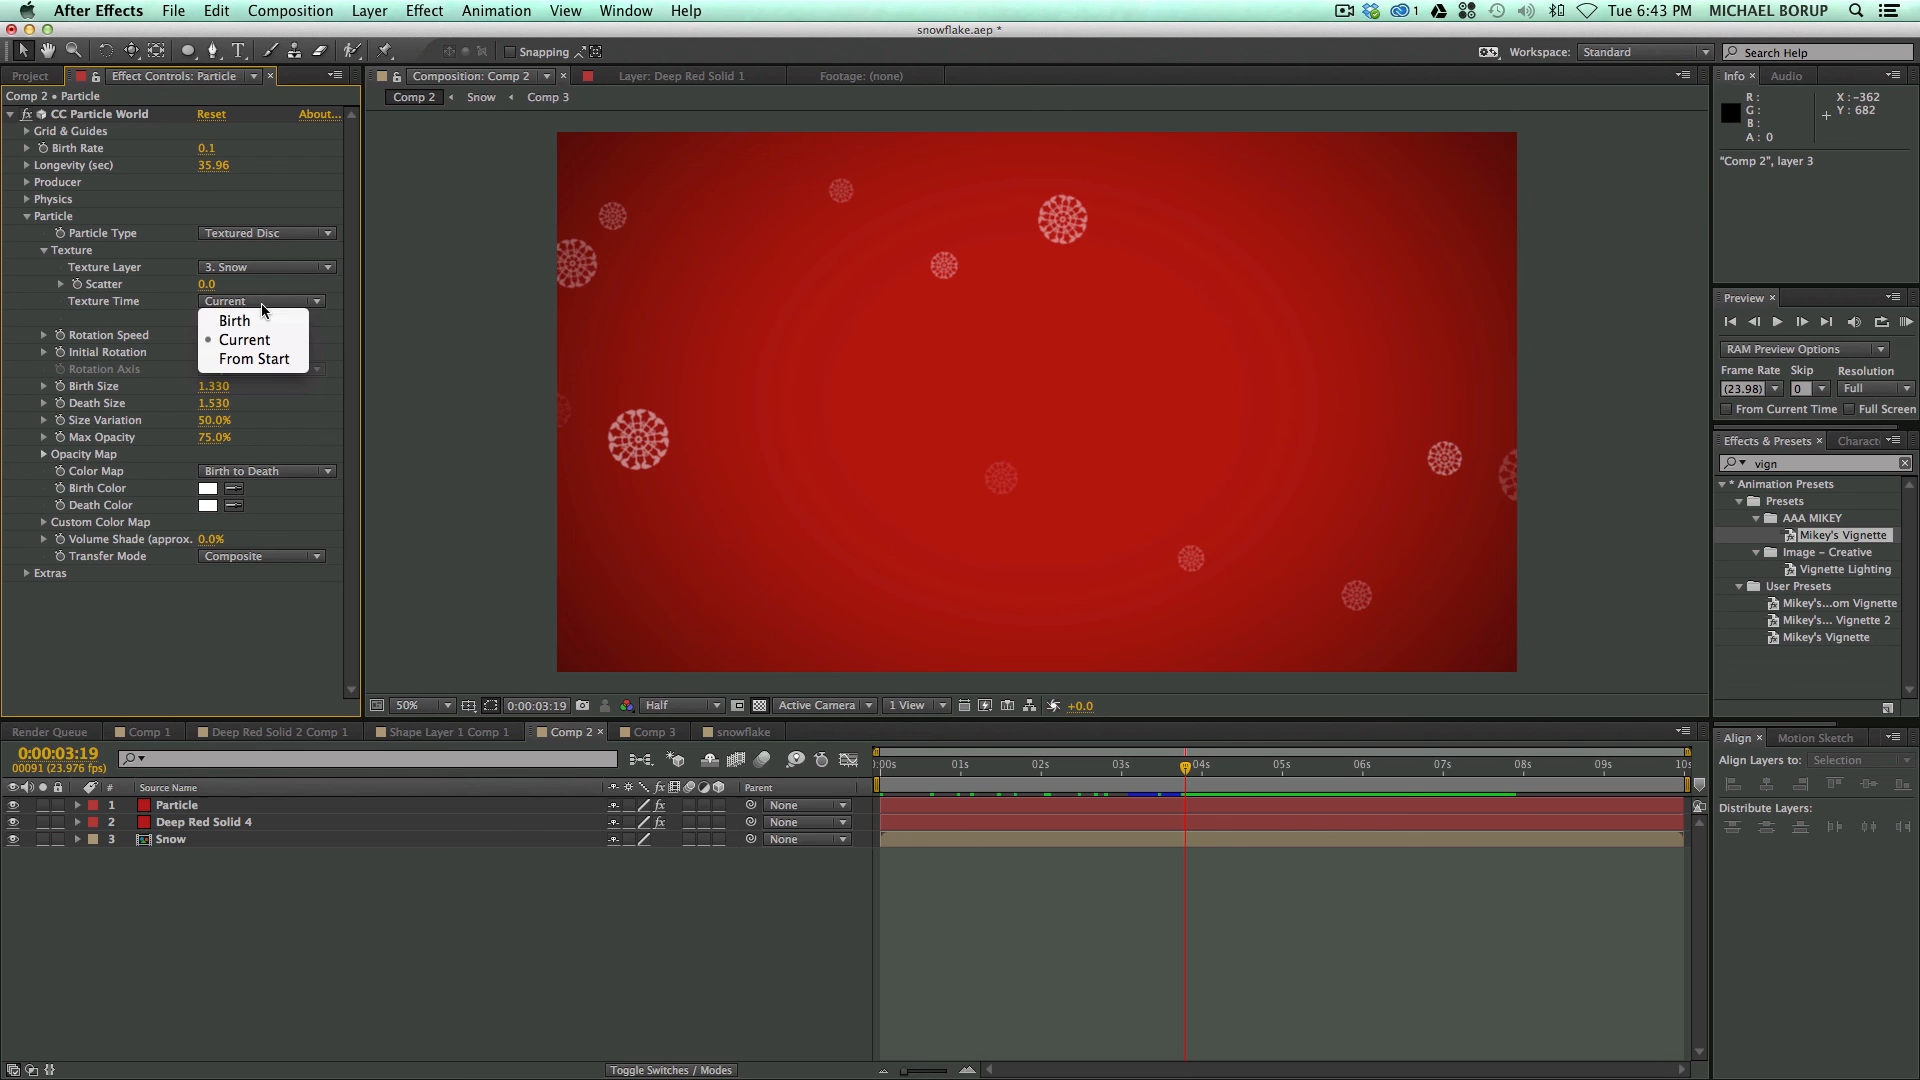 After Effects File Edit Composition Layer Effect Animation View Window Help 1 Tue 6:43 PM MICHAEL BORUP
snowflake.aep *
T Snapping Workspace: Standard Search Help
Project Effect Controls: Particle × Composition: Comp 2 × Layer: Deep Red Solid 1 Footage: (none) Info × Audio
Comp 2 • Particle
Comp 2 Snow Comp 3
fx CC Particle World Reset About...
Grid & Guides
Birth Rate 0.1
Longevity (sec) 35.96
Producer
Physics
Particle
Particle Type Textured Disc
Texture
Texture Layer 3. Snow
Scatter 0.0
Texture Time Current
Birth
Current
From Start
Rotation Speed
Initial Rotation
Rotation Axis
Birth Size 1.330
Death Size 1.530
Size Variation 50.0%
Max Opacity 75.0%
Opacity Map
Color Map Birth to Death
Birth Color
Death Color
Custom Color Map
Volume Shade (approx. 0.0%
Transfer Mode Composite
Extras
R: X: -362
G: Y: 682
B:
A: 0
"Comp 2", layer 3
Preview ×
RAM Preview Options
Frame Rate Skip Resolution
(23.98) 0 Full
From Current Time Full Screen
Effects & Presets × Charact
vign
* Animation Presets
Presets
AAA MIKEY
Mikey's Vignette
Image – Creative
Vignette Lighting
User Presets
Mikey's...om Vignette
Mikey's... Vignette 2
Mikey's Vignette
50% 0:00:03:19 Half Active Camera 1 View +0.0
Render Queue Comp 1 Deep Red Solid 2 Comp 1 Shape Layer 1 Comp 1 Comp 2 × Comp 3 snowflake
0:00:03:19
00091 (23.976 fps)
):00s 01s 02s 03s 04s 05s 06s 07s 08s 09s 10s
# Source Name fx Parent
1 Particle fx None
2 Deep Red Solid 4 fx None
3 Snow None
Toggle Switches / Modes
Align × Motion Sketch
Align Layers to: Selection
Distribute Layers: